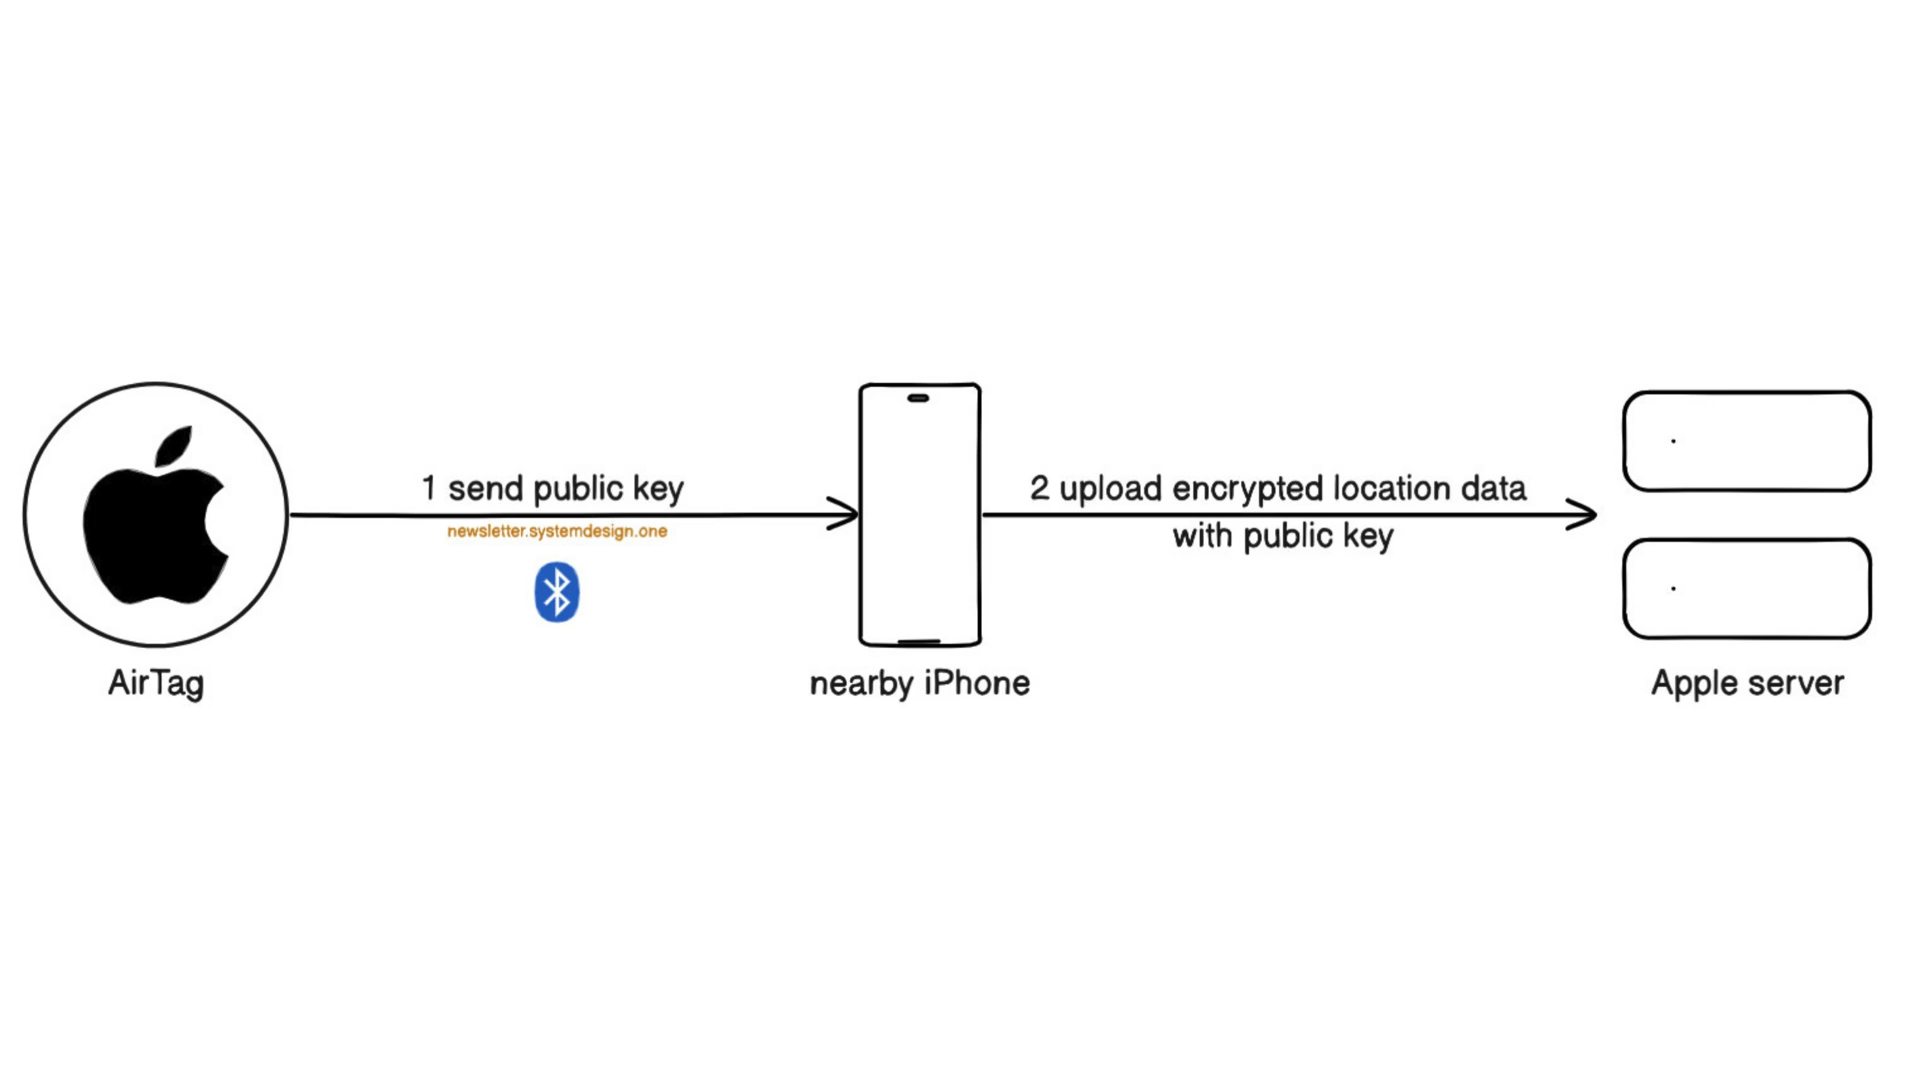 1 send public key
newsletter.systemdesign.one
2 upload encrypted location data
with public key
AirTag
nearby iPhone
Apple server